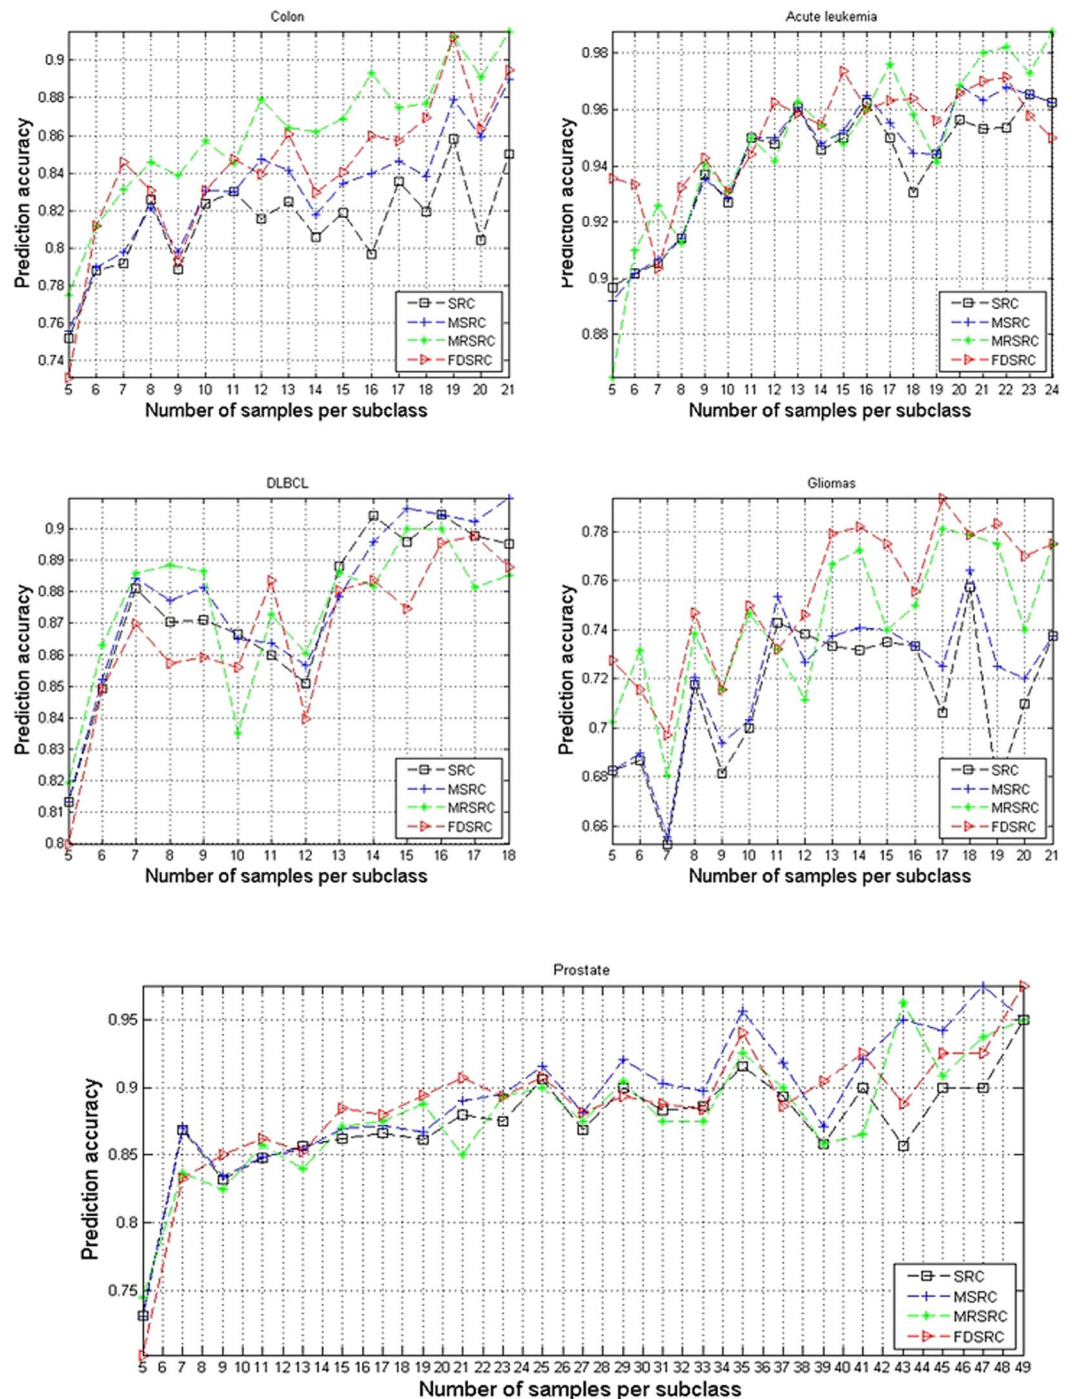 Colon
Prediction accuracy
0.9
0.88
0.86
0.84
0.82
0.8
0.78
0.76
0.74
5 6 7 8 9 10 11 12 13 14 15 16 17 18 19 20 21
Number of samples per subclass
SRC
MSRC
MRSRC
FDSRC
Acute leukemia
Prediction accuracy
0.98
0.96
0.94
0.92
0.9
0.88
5 6 7 8 9 10 11 12 13 14 15 16 17 18 19 20 21 22 23 24
Number of samples per subclass
SRC
MSRC
MRSRC
FDSRC
DLBCL
Prediction accuracy
0.9
0.89
0.88
0.87
0.86
0.85
0.84
0.83
0.82
0.81
0.8
5 6 7 8 9 10 11 12 13 14 15 16 17 18
Number of samples per subclass
SRC
MSRC
MRSRC
FDSRC
Gliomas
Prediction accuracy
0.78
0.76
0.74
0.72
0.7
0.68
0.66
5 6 7 8 9 10 11 12 13 14 15 16 17 18 19 20 21
Number of samples per subclass
SRC
MSRC
MRSRC
FDSRC
Prostate
Prediction accuracy
0.95
0.9
0.85
0.8
0.75
5 6 7 8 9 10 11 12 13 14 15 16 17 18 19 20 21 22 23 24 25 26 27 28 29 30 31 32 33 34 35 36 37 38 39 40 41 42 43 44 45 46 47 48 49
Number of samples per subclass
SRC
MSRC
MRSRC
FDSRC